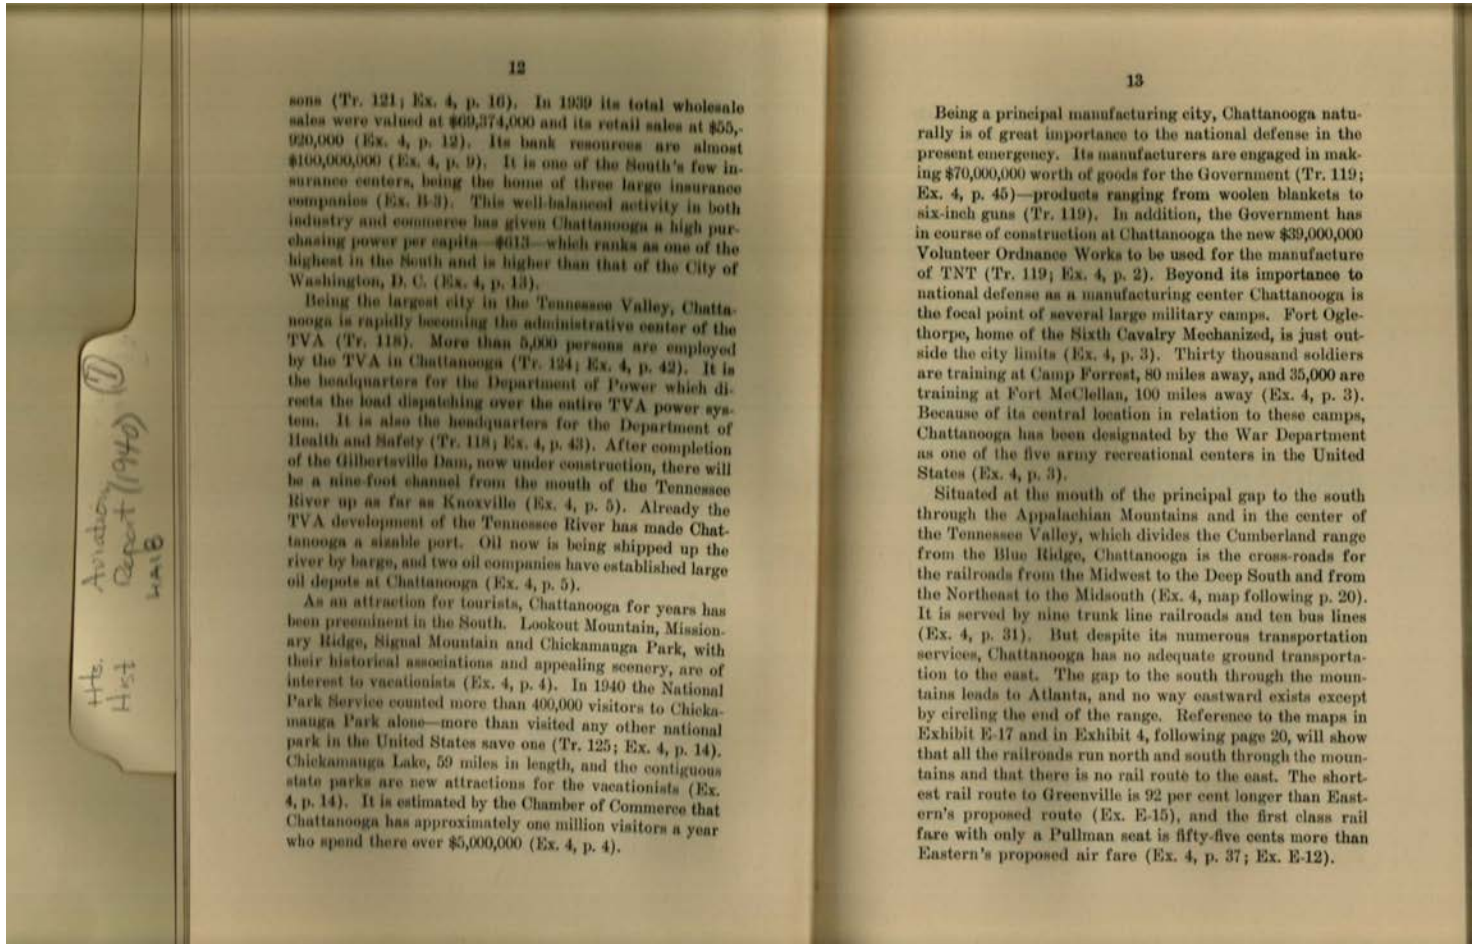 Hts. Aviation (7)
Hist Report (1940)
12
sons (Tr. 121; Ex. 4, p. 16). In 1939 its total wholesale
sales were valued at $69,374,000 and its retail sales at $55,-
920,000 (Ex. 4, p. 12). Its bank resources are almost
$100,000,000 (Ex. 4, p. 9). It is one of the South's few in-
surance centers, being the home of three large insurance
companies (Ex. B-3). This well-balanced activity in both
industry and commerce has given Chattanooga a high pur-
chasing power per capita—$613—which ranks as one of the
highest in the South and is higher than that of the City of
Washington, D. C. (Ex. 4, p. 13).
Being the largest city in the Tennessee Valley, Chatta-
nooga is rapidly becoming the administrative center of the
TVA (Tr. 118). More than 5,000 persons are employed
by the TVA in Chattanooga (Tr. 124; Ex. 4, p. 42). It is
the headquarters for the Department of Power which di-
rects the load dispatching over the entire TVA power sys-
tem. It is also the headquarters for the Department of
Health and Safety (Tr. 118; Ex. 4, p. 43). After completion
of the Gilbertsville Dam, now under construction, there will
be a nine-foot channel from the mouth of the Tennessee
River up as far as Knoxville (Ex. 4, p. 5). Already the
TVA development of the Tennessee River has made Chat-
tanooga a sizable port. Oil now is being shipped up the
river by barge, and two oil companies have established large
oil depots at Chattanooga (Ex. 4, p. 5).
As an attraction for tourists, Chattanooga for years has
been preeminent in the South. Lookout Mountain, Mission-
ary Ridge, Signal Mountain and Chickamauga Park, with
their historical associations and appealing scenery, are of
interest to vacationists (Ex. 4, p. 4). In 1940 the National
Park Service counted more than 400,000 visitors to Chicka-
mauga Park alone—more than visited any other national
park in the United States save one (Tr. 125; Ex. 4, p. 14).
Chickamauga Lake, 59 miles in length, and the contiguous
state parks are new attractions for the vacationists (Ex.
4, p. 14). It is estimated by the Chamber of Commerce that
Chattanooga has approximately one million visitors a year
who spend there over $5,000,000 (Ex. 4, p. 4).
13
Being a principal manufacturing city, Chattanooga natu-
rally is of great importance to the national defense in the
present emergency. Its manufacturers are engaged in mak-
ing $70,000,000 worth of goods for the Government (Tr. 119;
Ex. 4, p. 45)—products ranging from woolen blankets to
six-inch guns (Tr. 119). In addition, the Government has
in course of construction at Chattanooga the new $39,000,000
Volunteer Ordnance Works to be used for the manufacture
of TNT (Tr. 119; Ex. 4, p. 2). Beyond its importance to
national defense as a manufacturing center Chattanooga is
the focal point of several large military camps. Fort Ogle-
thorpe, home of the Sixth Cavalry Mechanized, is just out-
side the city limits (Ex. 4, p. 3). Thirty thousand soldiers
are training at Camp Forrest, 80 miles away, and 35,000 are
training at Fort McClellan, 100 miles away (Ex. 4, p. 3).
Because of its central location in relation to these camps,
Chattanooga has been designated by the War Department
as one of the five army recreational centers in the United
States (Ex. 4, p. 3).
Situated at the mouth of the principal gap to the south
through the Appalachian Mountains and in the center of
the Tennessee Valley, which divides the Cumberland range
from the Blue Ridge, Chattanooga is the cross-roads for
the railroads from the Midwest to the Deep South and from
the Northeast to the Midsouth (Ex. 4, map following p. 20).
It is served by nine trunk line railroads and ten bus lines
(Ex. 4, p. 31). But despite its numerous transportation
services, Chattanooga has no adequate ground transporta-
tion to the east. The gap to the south through the moun-
tains leads to Atlanta, and no way eastward exists except
by circling the end of the range. Reference to the maps in
Exhibit E-17 and in Exhibit 4, following page 20, will show
that all the railroads run north and south through the moun-
tains and that there is no rail route to the east. The short-
est rail route to Greenville is 92 per cent longer than East-
ern's proposed route (Ex. E-15), and the first class rail
fare with only a Pullman seat is fifty-five cents more than
Eastern's proposed air fare (Ex. 4, p. 37; Ex. E-12).